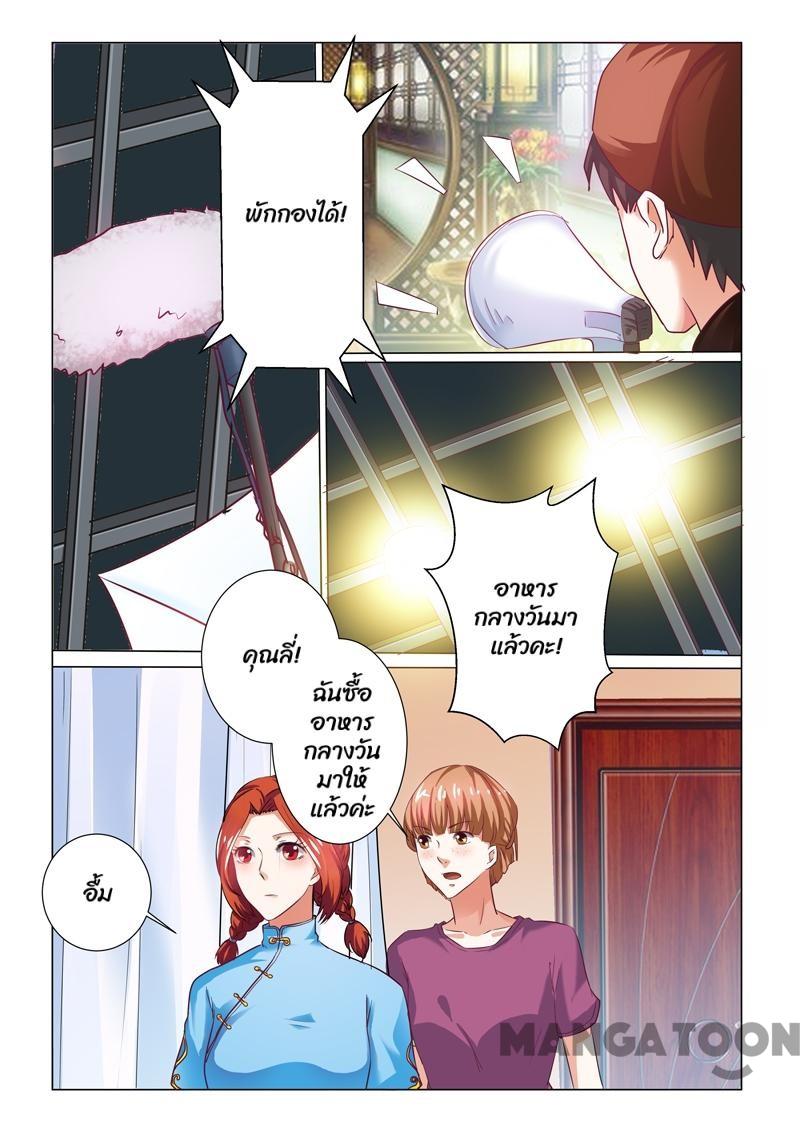 พักกองได้!
อาหาร
กลางวันมา
แล้วคะ!
คุณลี่!
ฉันซื้อ
อาหาร
กลางวัน
มาให้
แล้วค่ะ
อื้ม
MANGATOON